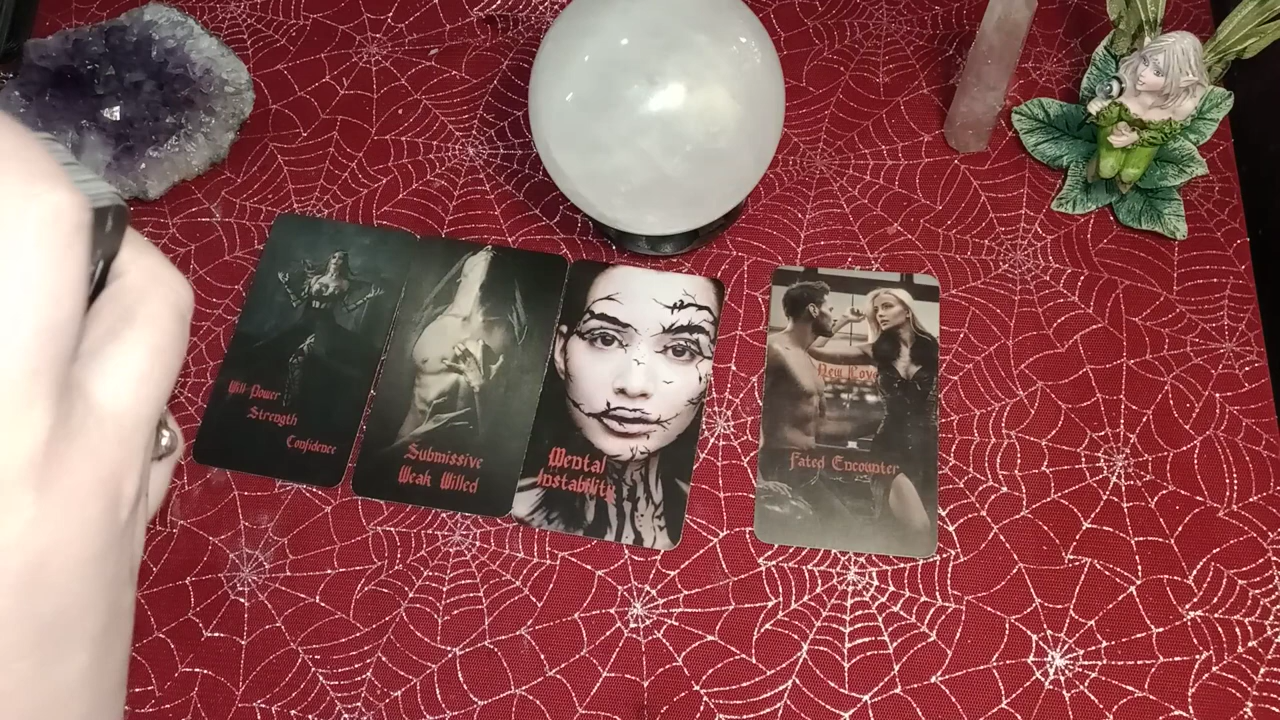 Will Power
Strength
Confidence
Submissive
Weak Willed
Mental
Instability
New Love
Fated Encounter